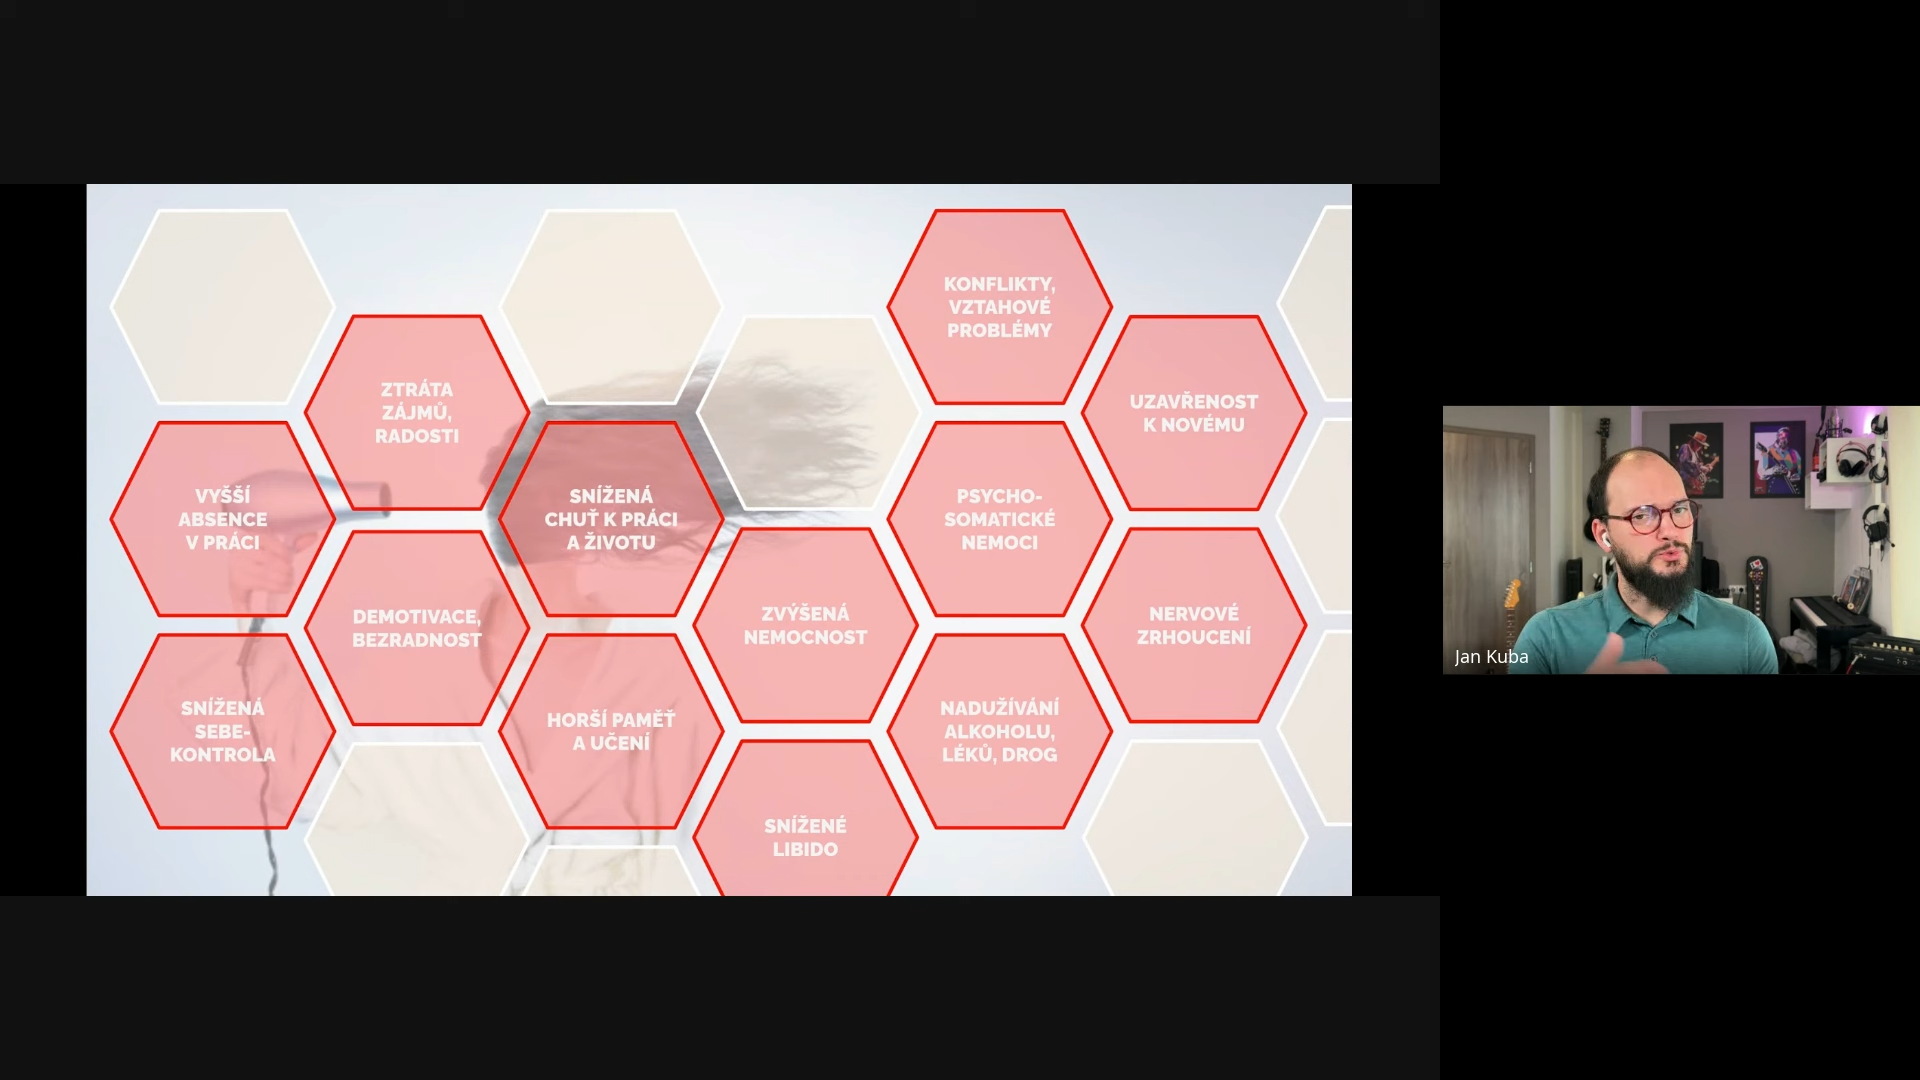 KONFLIKTY,
VZTAHOVÉ
PROBLÉMY
ZTRÁTA
ZÁJMŮ,
RADOSTI
UZAVŘENOST
K NOVÉMU
VYŠŠÍ
ABSENCE
V PRÁCI
SNÍŽENÁ
CHUŤ K PRÁCI
A ŽIVOTU
PSYCHO-
SOMATICKÉ
NEMOCI
DEMOTIVACE,
BEZRADNOST
ZVÝŠENÁ
NEMOCNOST
NERVOVÉ
ZRHOUCENÍ
SNÍŽENÁ
SEBE-
KONTROLA
HORŠÍ PAMĚŤ
A UČENÍ
NADUŽÍVÁNÍ
ALKOHOLU,
LÉKŮ, DROG
SNÍŽENÉ
LIBIDO
Jan Kuba